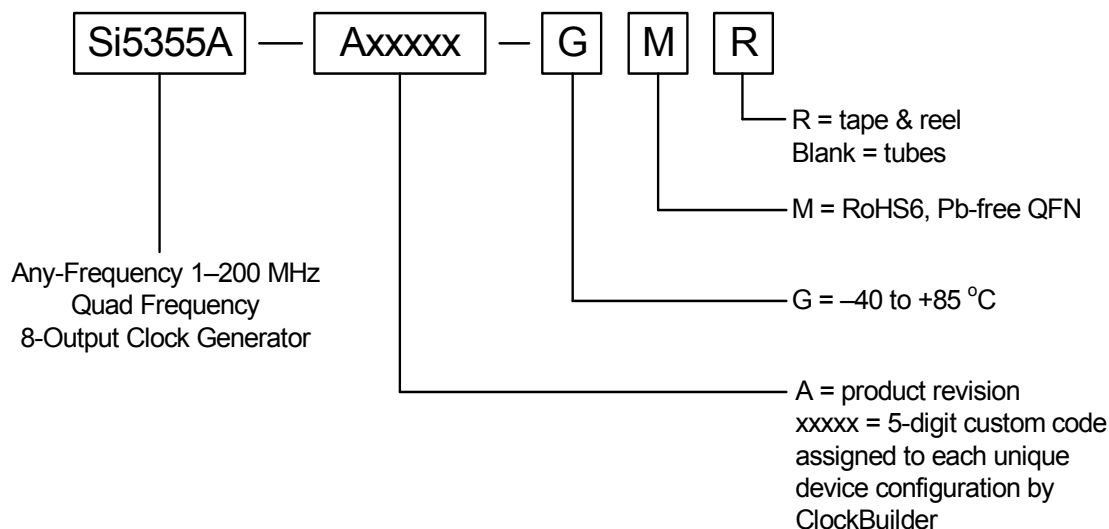 Si5355A — Axxxxx - G M R
R = tape & reel
Blank = tubes
M = RoHS6, Pb-free QFN
Any-Frequency 1–200 MHz
Quad Frequency
8-Output Clock Generator
G = –40 to +85 °C
A = product revision
xxxxx = 5-digit custom code
assigned to each unique
device configuration by
ClockBuilder